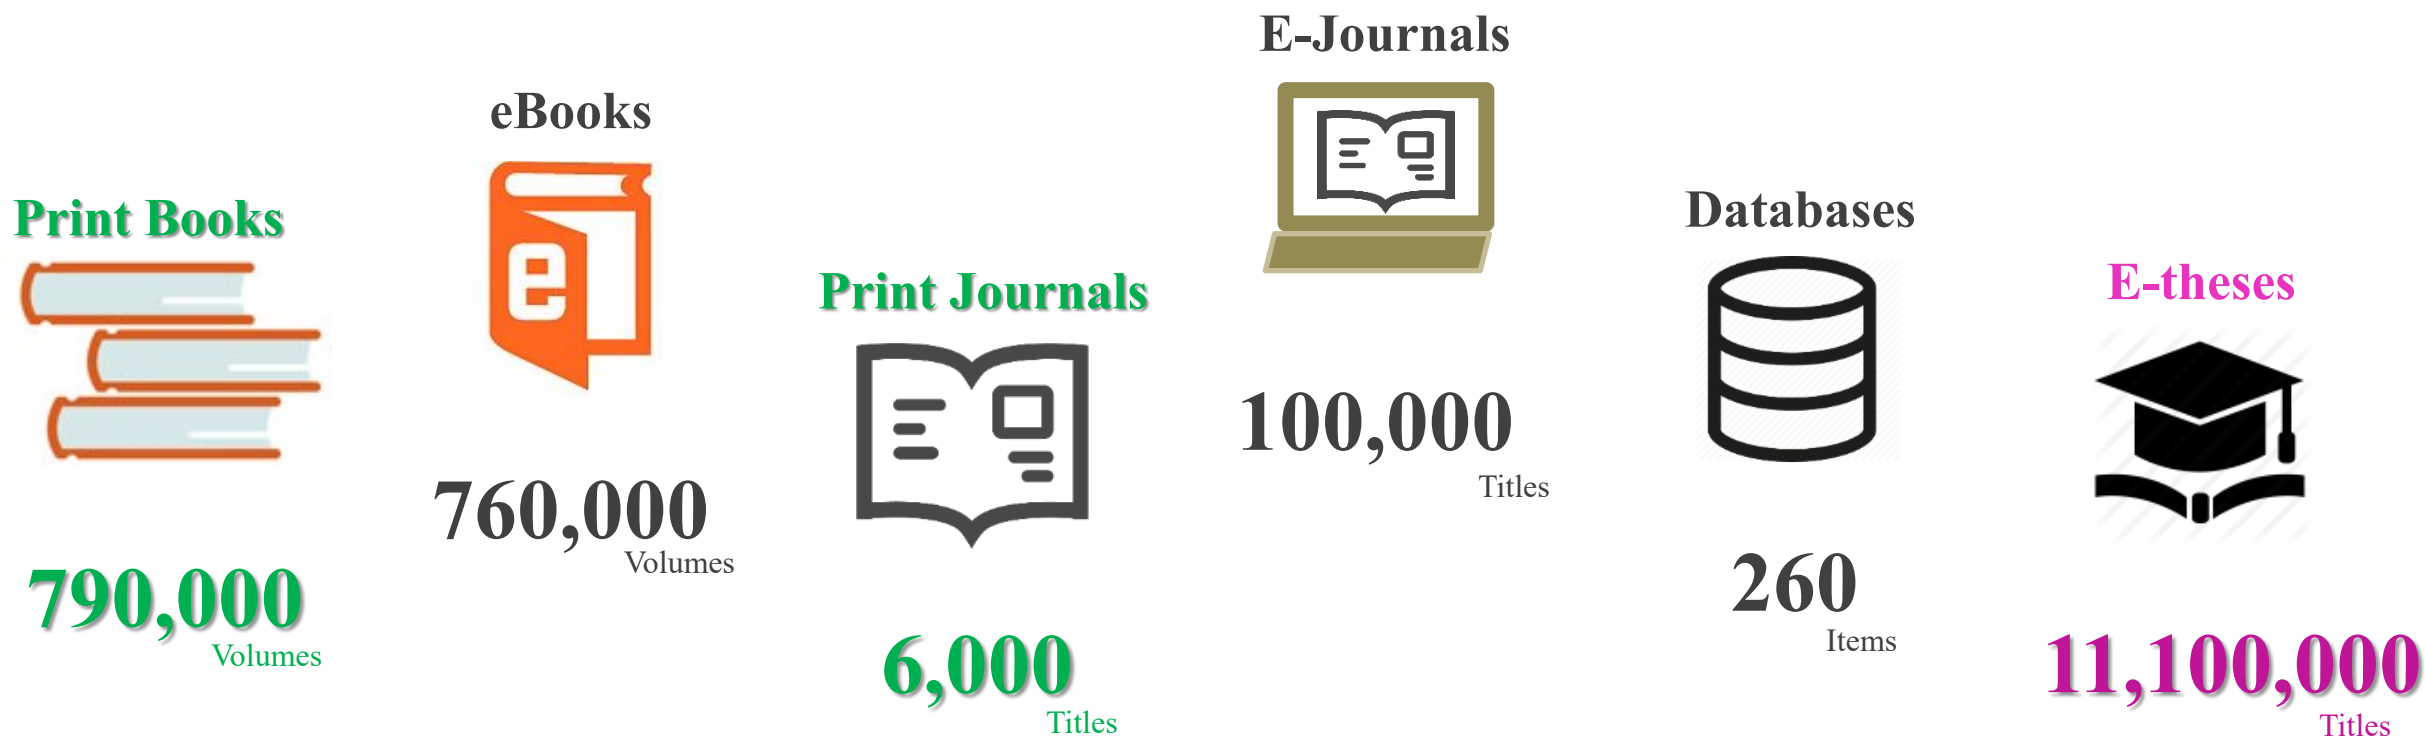 Print Books
790,000
Volumes
eBooks
e
760,000
Volumes
Print Journals
6,000
Titles
E-Journals
100,000
Titles
Databases
260
Items
E-theses
11,100,000
Titles